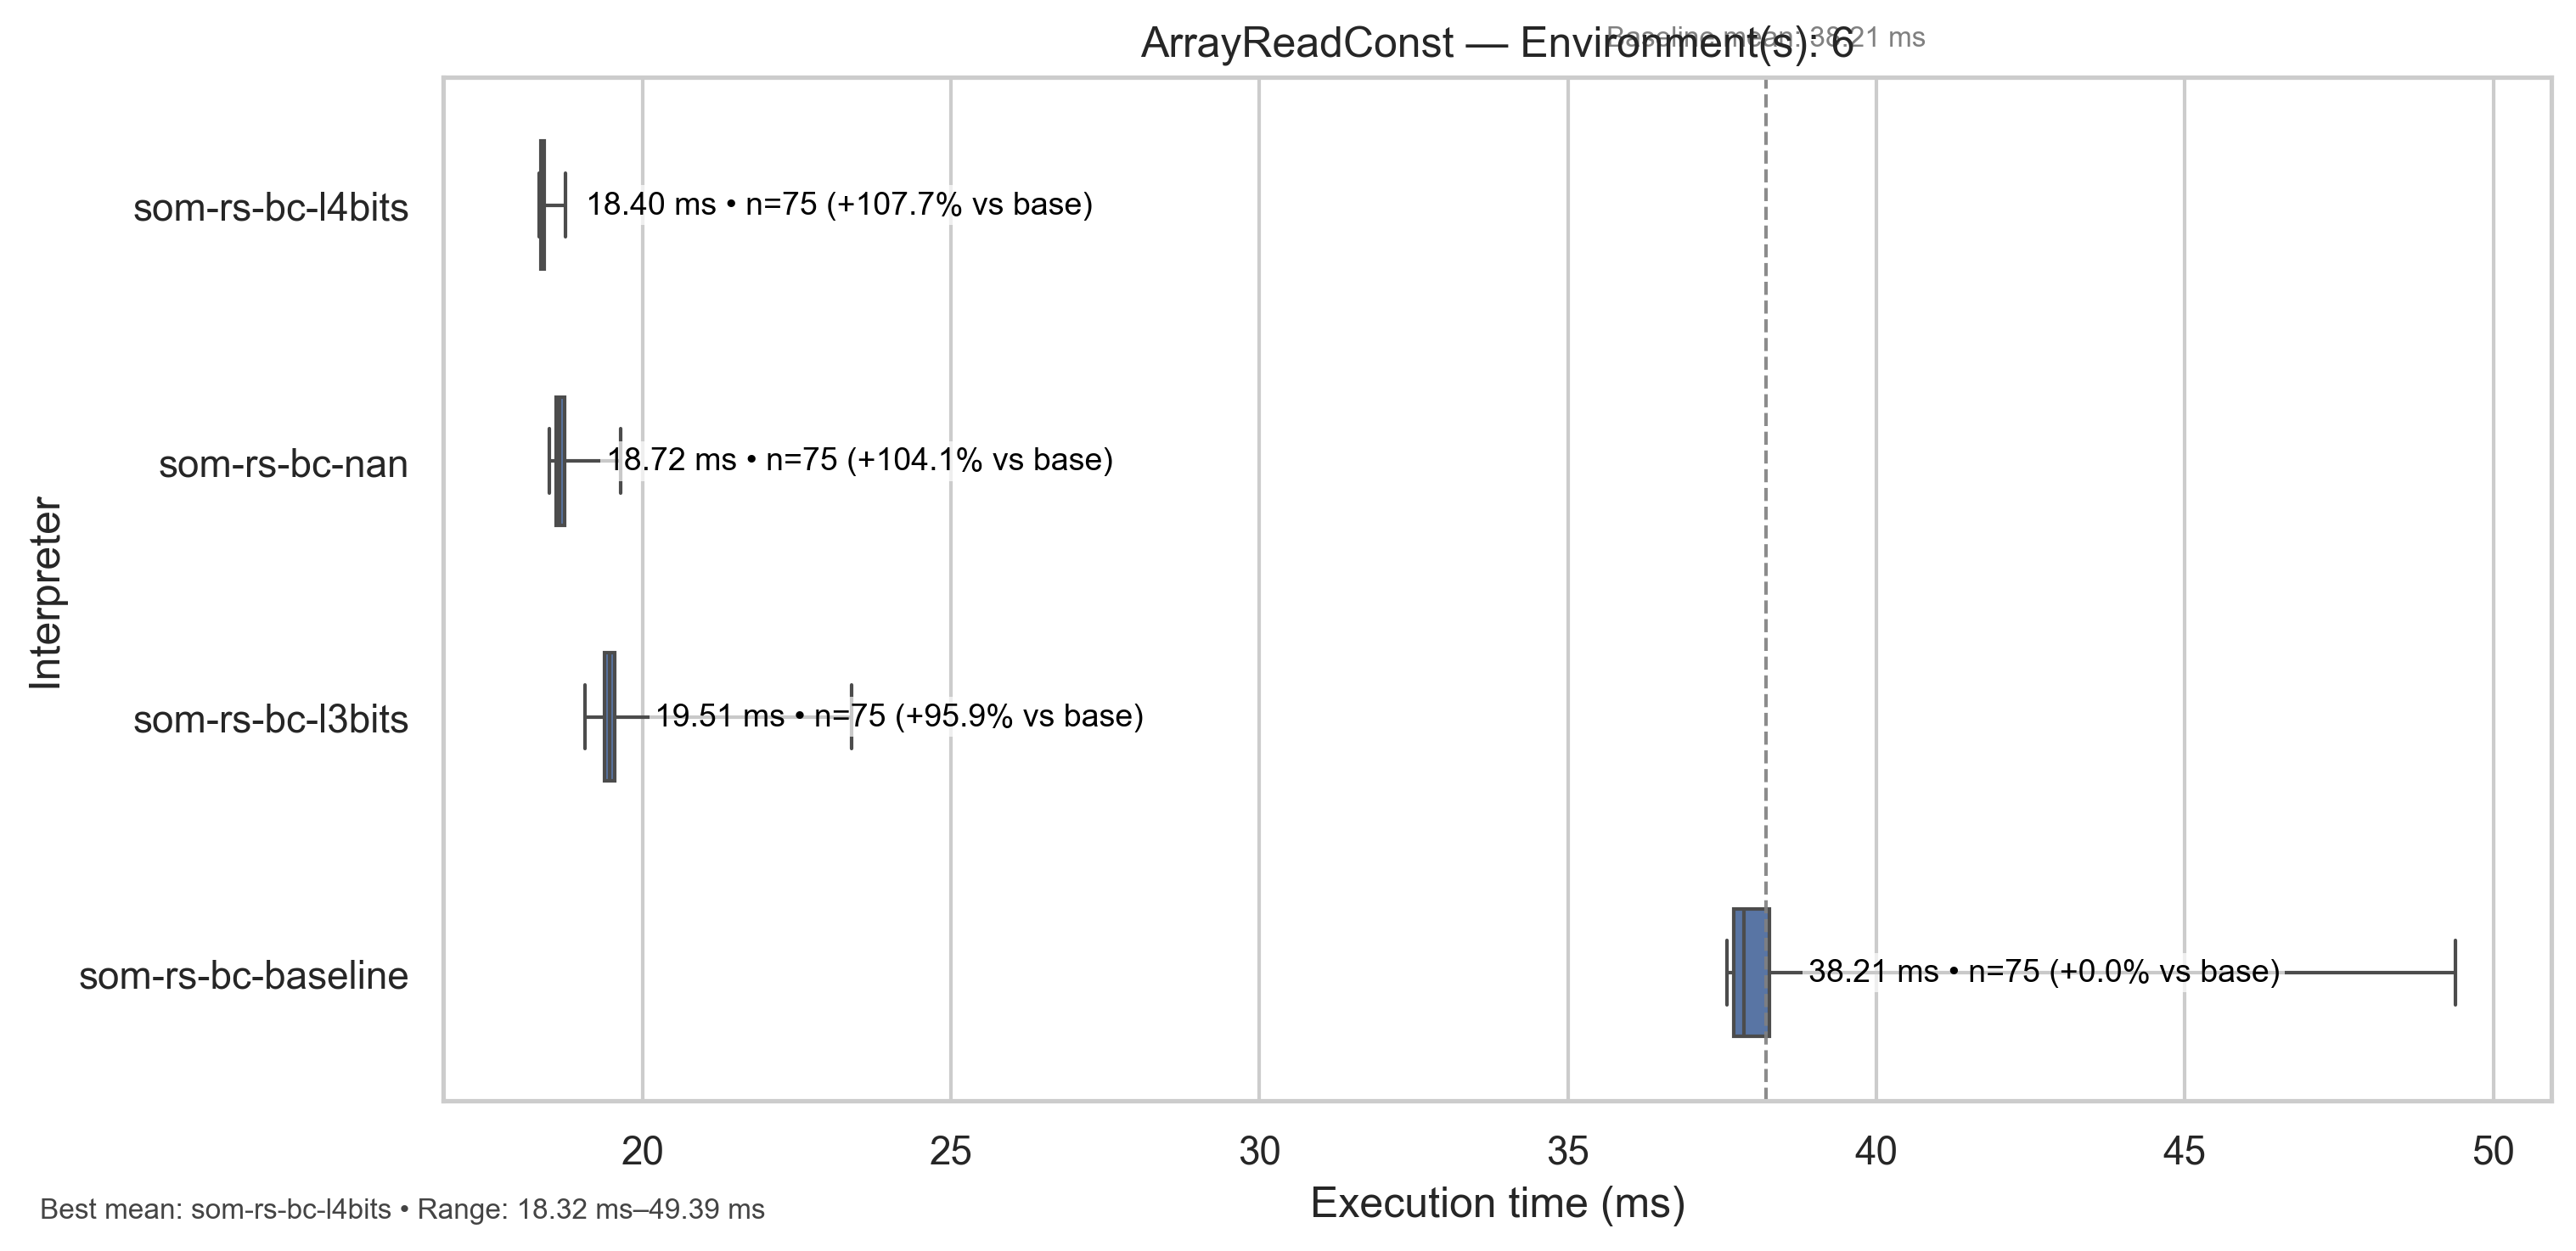 Baseline mean: 38.21 ms
ArrayReadConst — Environment(s): 6
som-rs-bc-l4bits
18.40 ms • n=75 (+107.7% vs base)
som-rs-bc-nan
18.72 ms • n=75 (+104.1% vs base)
Interpreter
som-rs-bc-l3bits
19.51 ms • n=75 (+95.9% vs base)
som-rs-bc-baseline
38.21 ms • n=75 (+0.0% vs base)
20 25 30 35 40 45 50
Execution time (ms)
Best mean: som-rs-bc-l4bits • Range: 18.32 ms–49.39 ms